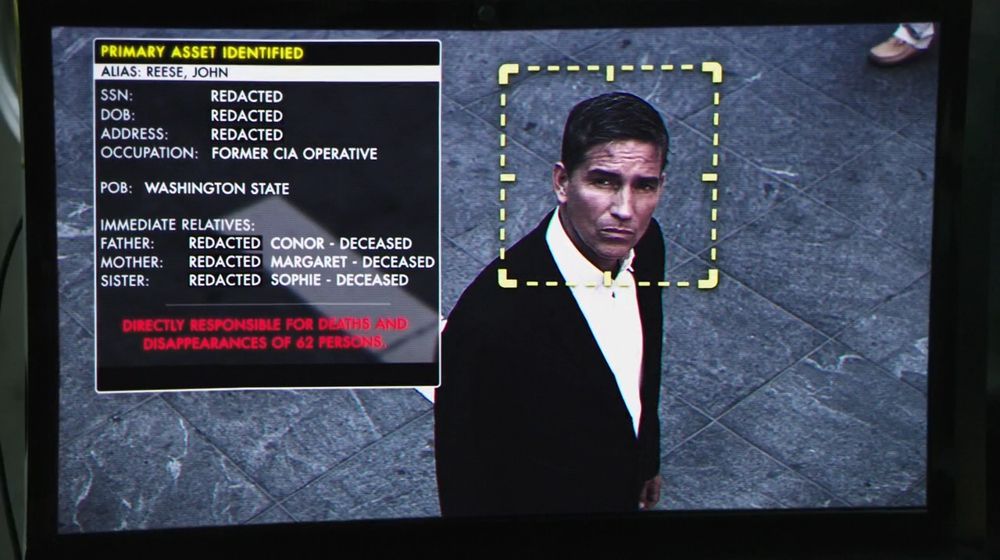 PRIMARY ASSET IDENTIFIED
ALIAS: REESE, JOHN
SSN: REDACTED
DOB: REDACTED
ADDRESS: REDACTED
OCCUPATION: FORMER CIA OPERATIVE
POB: WASHINGTON STATE
IMMEDIATE RELATIVES:
FATHER: REDACTED CONOR - DECEASED
MOTHER: REDACTED MARGARET - DECEASED
SISTER: REDACTED SOPHIE - DECEASED
DIRECTLY RESPONSIBLE FOR DEATHS AND
DISAPPEARANCES OF 62 PERSONS.